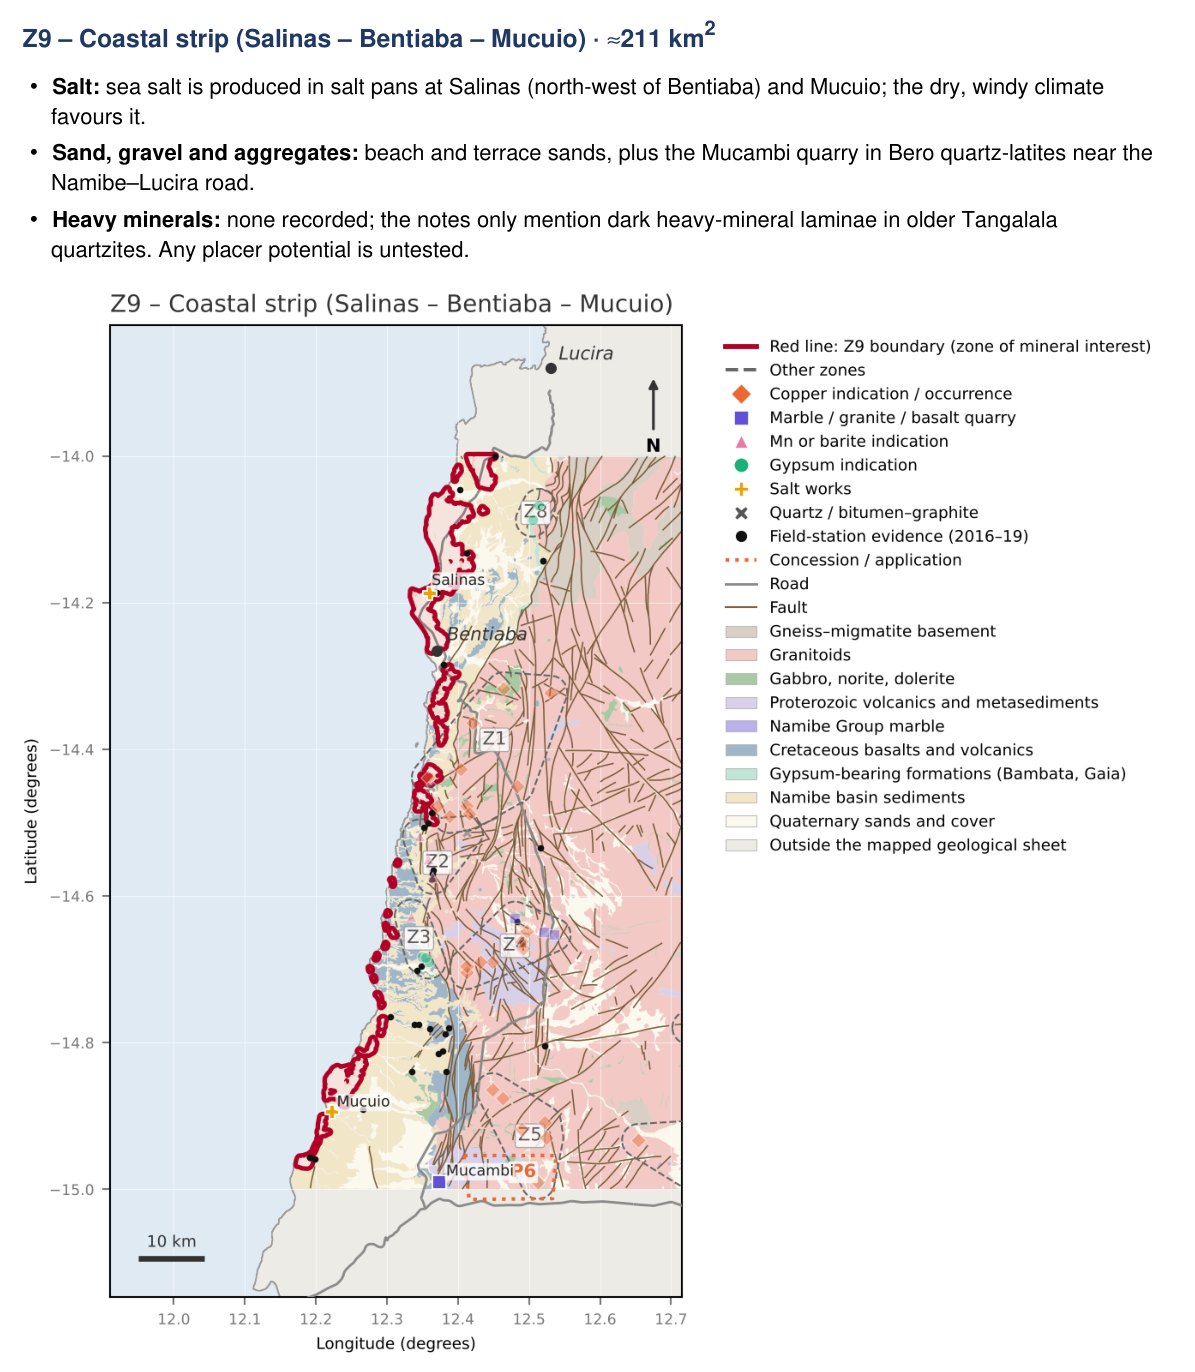 Z9 – Coastal strip (Salinas – Bentiaba – Mucuio) · ≈211 km²
• Salt: sea salt is produced in salt pans at Salinas (north-west of Bentiaba) and Mucuio; the dry, windy climate
favours it.
• Sand, gravel and aggregates: beach and terrace sands, plus the Mucambi quarry in Bero quartz-latites near the
Namibe–Lucira road.
• Heavy minerals: none recorded; the notes only mention dark heavy-mineral laminae in older Tangalala
quartzites. Any placer potential is untested.
Z9 – Coastal strip (Salinas – Bentiaba – Mucuio)
Lucira
N
Z8
Salinas
Bentiaba
Z1
Z2
Z3
Z
Mucuio
Z5
Mucambi
P6
10 km
−14.0
−14.2
−14.4
−14.6
−14.8
−15.0
Latitude (degrees)
12.0
12.1
12.2
12.3
12.4
12.5
12.6
12.7
Longitude (degrees)
Red line: Z9 boundary (zone of mineral interest)
Other zones
Copper indication / occurrence
Marble / granite / basalt quarry
Mn or barite indication
Gypsum indication
Salt works
Quartz / bitumen–graphite
Field-station evidence (2016–19)
Concession / application
Road
Fault
Gneiss–migmatite basement
Granitoids
Gabbro, norite, dolerite
Proterozoic volcanics and metasediments
Namibe Group marble
Cretaceous basalts and volcanics
Gypsum-bearing formations (Bambata, Gaia)
Namibe basin sediments
Quaternary sands and cover
Outside the mapped geological sheet